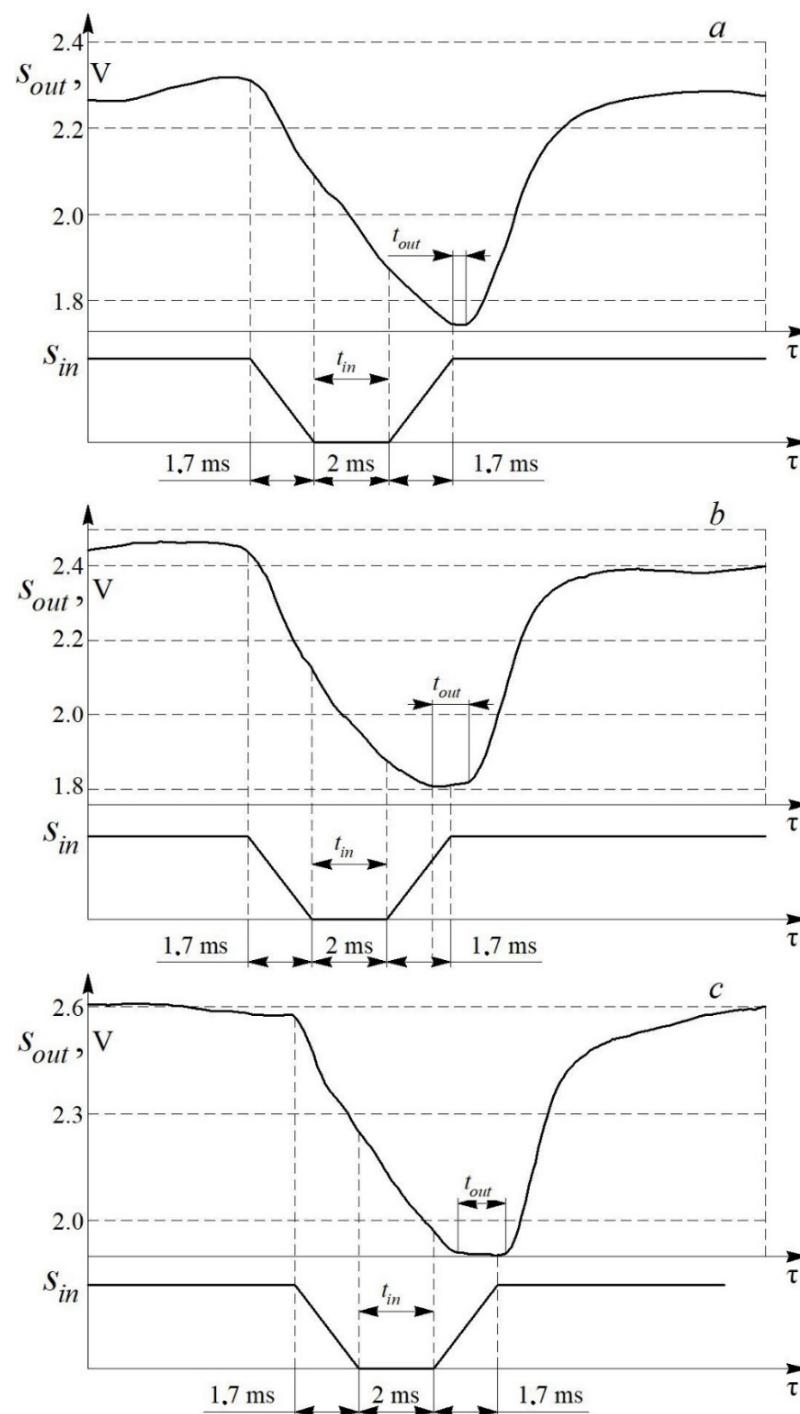 a
2.4
s_out, V
2.2
2.0
t_out
1.8
τ
s_in
t_in
τ
1.7 ms 2 ms 1.7 ms
b
2.4
s_out, V
2.2
t_out
2.0
1.8
τ
s_in
t_in
τ
1.7 ms 2 ms 1.7 ms
c
2.6
s_out, V
2.3
t_out
2.0
τ
s_in
t_in
τ
1.7 ms 2 ms 1.7 ms